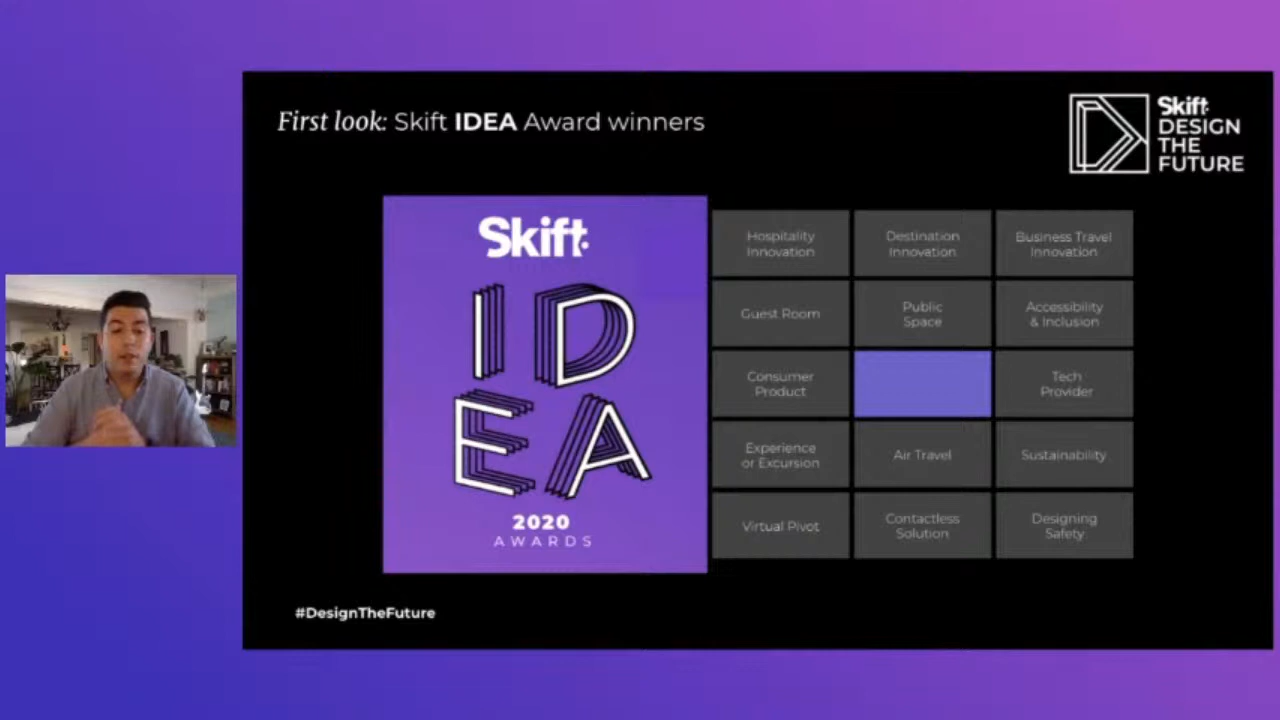 First look: Skift IDEA Award winners
Skift
DESIGN
THE
FUTURE
Skift
ID
EA
2020
AWARDS
Hospitality
Innovation
Destination
Innovation
Business Travel
Innovation
Guest Room
Public
Space
Accessibility
& Inclusion
Consumer
Product
Tech
Provider
Experience
or Excursion
Air Travel
Sustainability
Virtual Pivot
Contactless
Solution
Designing
Safety
#DesignTheFuture